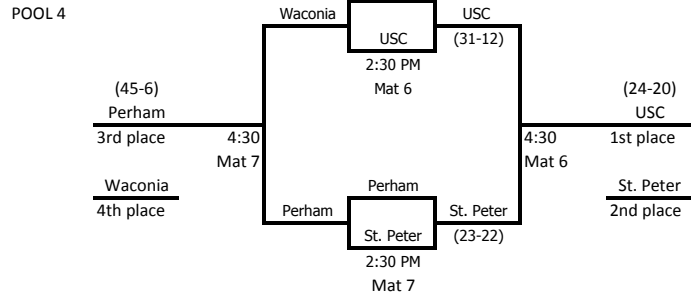 POOL 4
Waconia
USC
USC
(31-12)
2:30 PM
Mat 6
(45-6)
Perham
3rd place
4:30
Mat 7
(24-20)
USC
1st place
4:30
Mat 6
Waconia
4th place
St. Peter
2nd place
Perham
Perham
St. Peter
St. Peter
(23-22)
2:30 PM
Mat 7